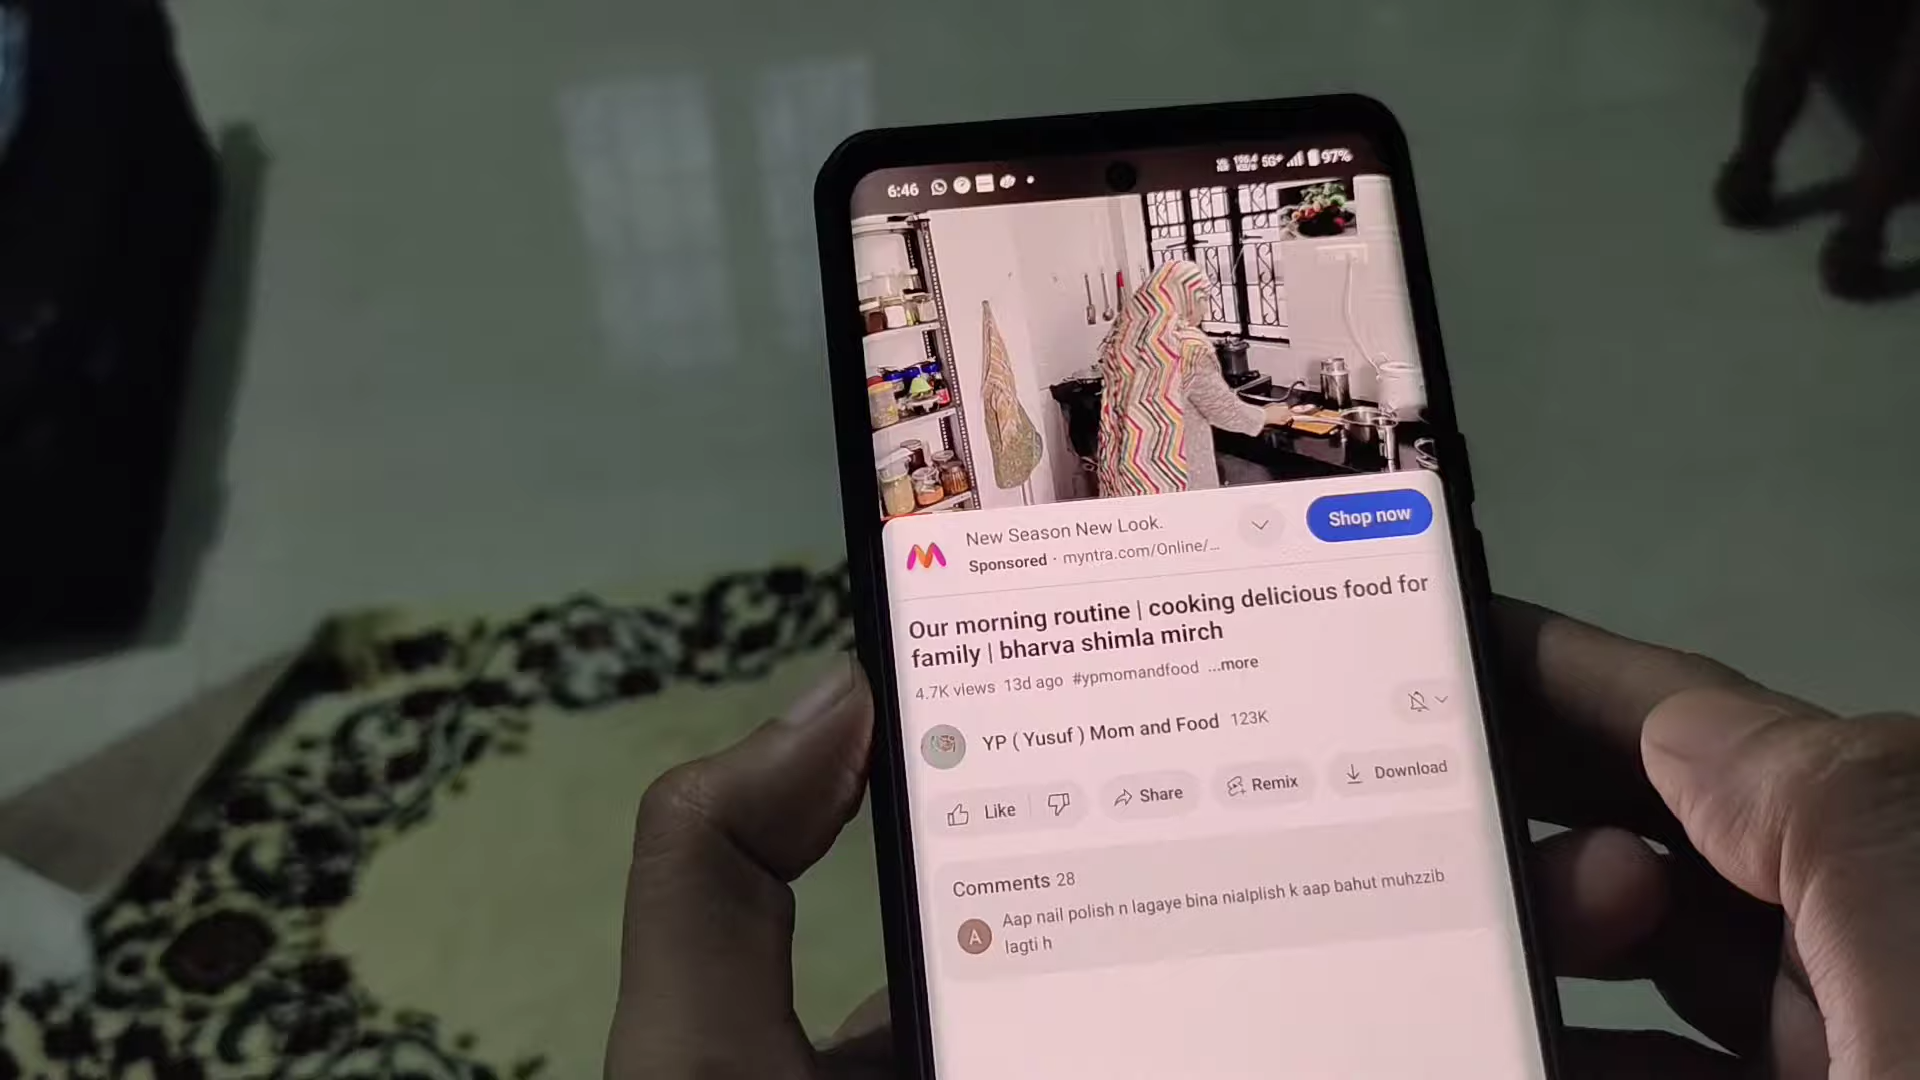 6:46 5G+ 97%
New Season New Look.
Shop now
Sponsored · myntra.com/Online/...
Our morning routine | cooking delicious food for
family | bharva shimla mirch
4.7K views 13d ago #ypmomandfood ...more
YP ( Yusuf ) Mom and Food 123K
Like Share Remix Download
Comments 28
A
Aap nail polish n lagaye bina nialplish k aap bahut muhzzib
lagti h